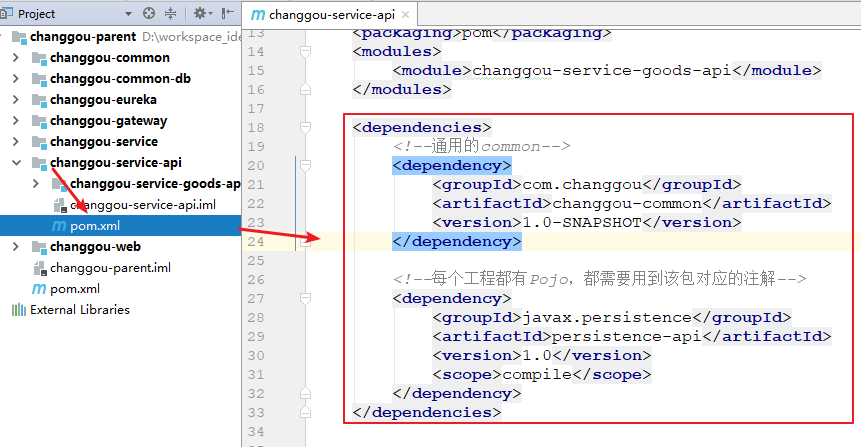 Project
changgou-parent D:\workspace_ide
changgou-common
changgou-common-db
changgou-eureka
changgou-gateway
changgou-service
changgou-service-api
changgou-service-goods-ap
changgou-service-api.iml
pom.xml
changgou-web
changgou-parent.iml
pom.xml
External Libraries
changgou-service-api
13 <packaging>pom</packaging>
14 <modules>
15 <module>changgou-service-goods-api</module>
16 </modules>
17
18 <dependencies>
19 <!--通用的common-->
20 <dependency>
21 <groupId>com.changgou</groupId>
22 <artifactId>changgou-common</artifactId>
23 <version>1.0-SNAPSHOT</version>
24 </dependency>
25
26 <!--每个工程都有Pojo，都需要用到该包对应的注解-->
27 <dependency>
28 <groupId>javax.persistence</groupId>
29 <artifactId>persistence-api</artifactId>
30 <version>1.0</version>
31 <scope>compile</scope>
32 </dependency>
33 </dependencies>
34